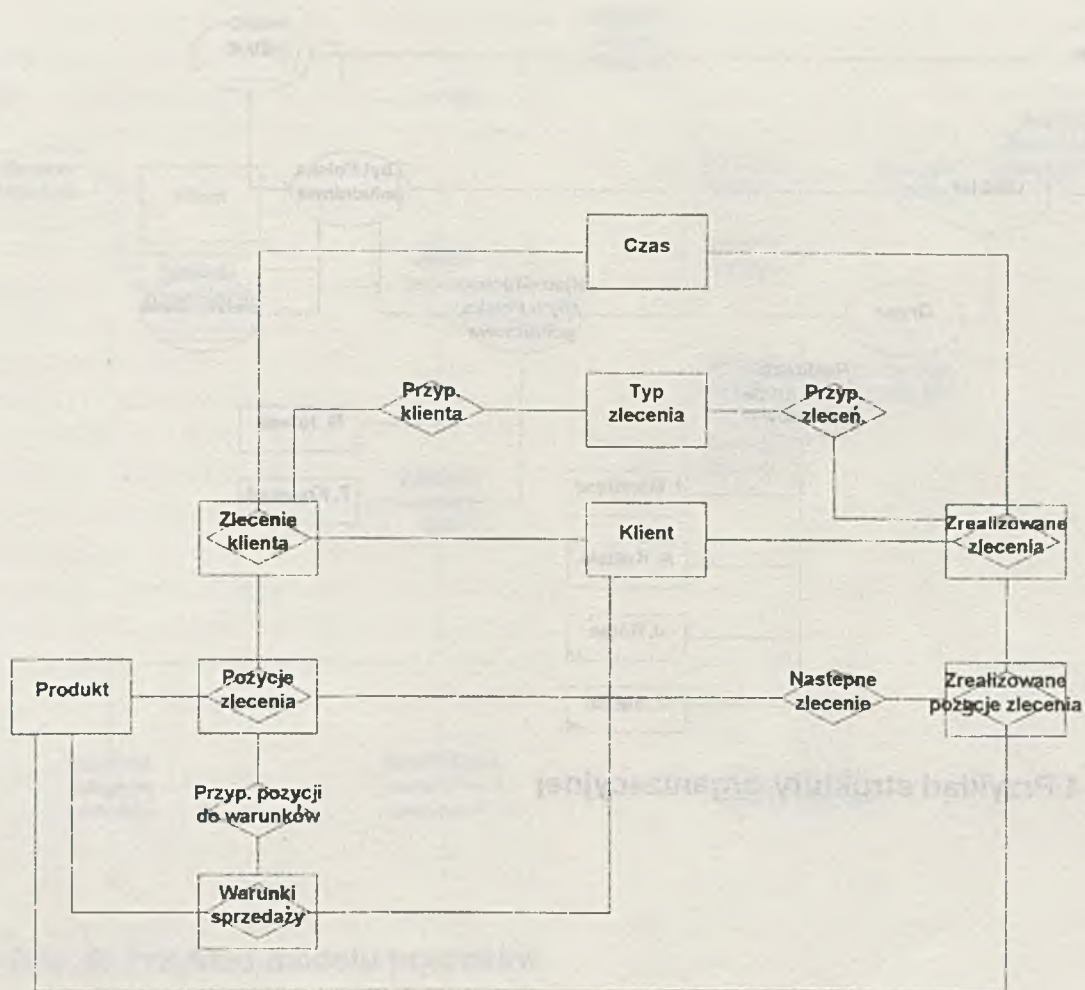 Czas
Przyp.
klienta
Typ
zlecenia
Przyp.
zleceń.
Zlecenie
klienta
Klient
Zrealizowane
zlecenia
Produkt
Pozycje
zlecenia
Nastepne
zlecenie
Zrealizowane
pozycje zlecenia
Przyp. pozycji
do warunków
Warunki
sprzedaży